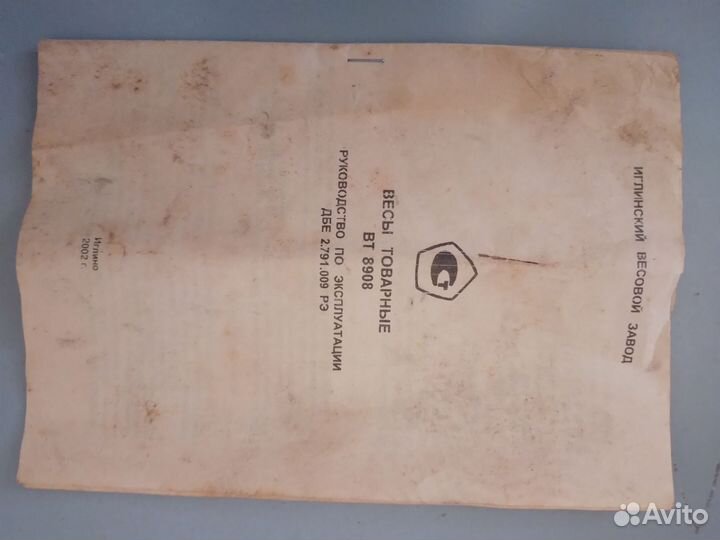 ИГЛИНСКИЙ ВЕСОВОЙ ЗАВОД
ВЕСЫ ТОВАРНЫЕ
ВТ 8908
РУКОВОДСТВО ПО ЭКСПЛУАТАЦИИ
ДБЕ 2.791.009 РЭ
Иглино
2002 г.
Avito